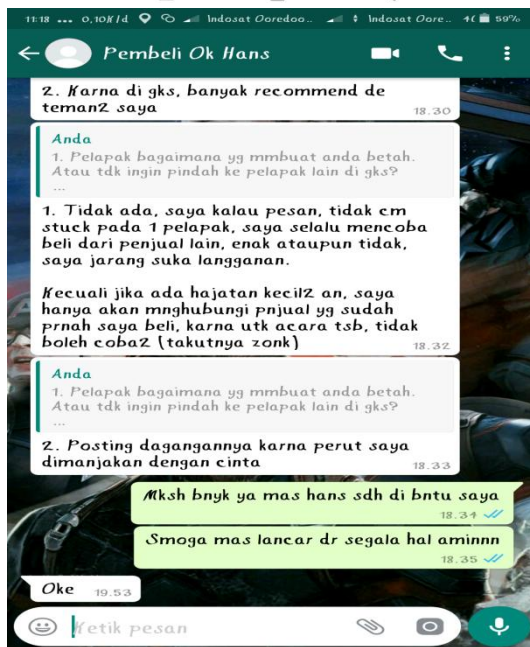 11:18 ... 0,10K/d Indosat Ooredoo.. Indosat Oore.. 4G 59%
Pembeli Ok Hans
2. Karna di gks, banyak recommend de
teman2 saya
18.30
Anda
1. Pelapak bagaimana yg mmbuat anda betah.
Atau tdk ingin pindah ke pelapak lain di gks?
...
1. Tidak ada, saya kalau pesan, tidak cm
stuck pada 1 pelapak, saya selalu mencoba
beli dari penjual lain, enak ataupun tidak,
saya jarang suka langganan.
Kecuali jika ada hajatan kecil2 an, saya
hanya akan mnghubungi pnjual yg sudah
prnah saya beli, karna utk acara tsb, tidak
boleh coba2 (takutnya zonk)
18.32
Anda
1. Pelapak bagaimana yg mmbuat anda betah.
Atau tdk ingin pindah ke pelapak lain di gks?
...
2. Posting dagangannya karna perut saya
dimanjakan dengan cinta
18.33
Mksh bnyk ya mas hans sdh di bntu saya
18.34
Smoga mas lancar dr segala hal aminnn
18.35
Oke 19.53
Ketik pesan